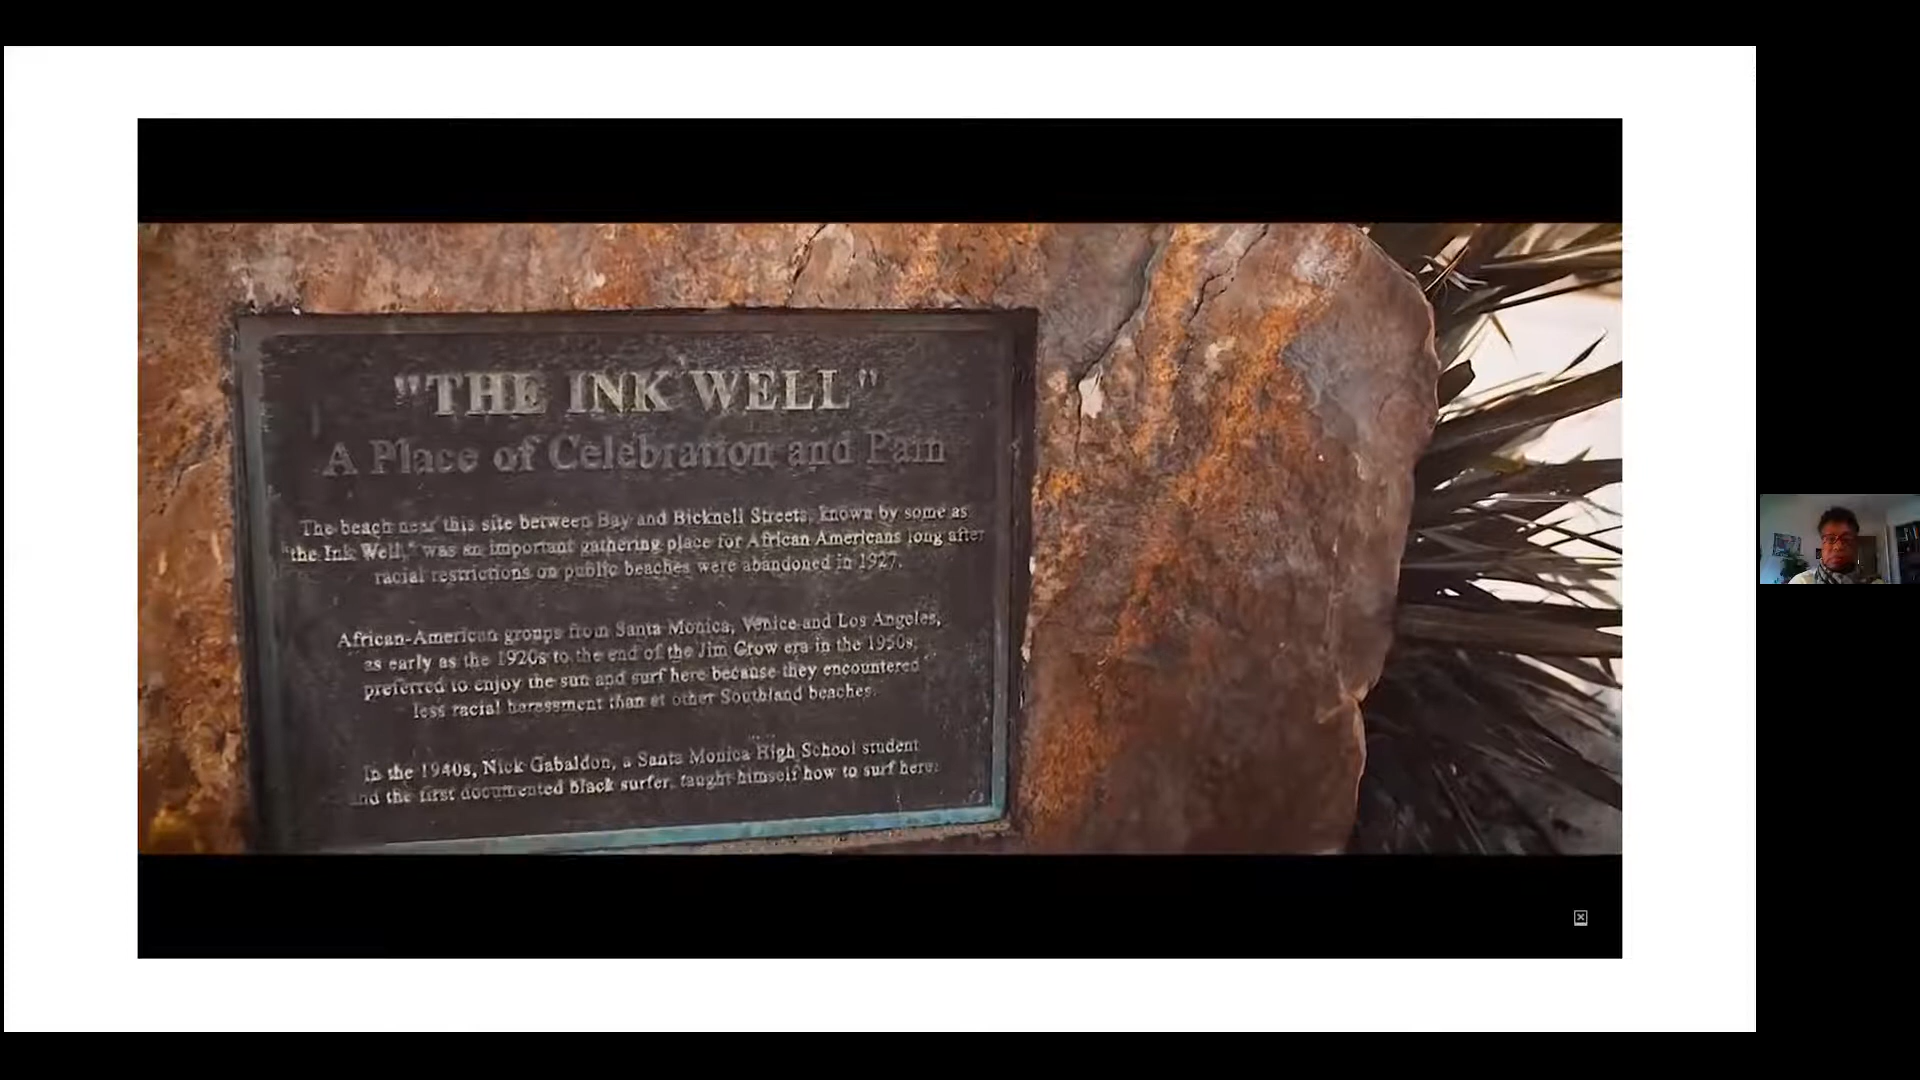 "THE INK WELL"
A Place of Celebration and Pain
The beach near this site between Bay and Bicknell Streets, known by some as
"the Ink Well," was an important gathering place for African Americans long after
racial restrictions on public beaches were abandoned in 1927.
African-American groups from Santa Monica, Venice and Los Angeles,
as early as the 1920s to the end of the Jim Crow era in the 1950s,
preferred to enjoy the sun and surf here because they encountered
less racial harassment than at other Southland beaches.
In the 1940s, Nick Gabaldon, a Santa Monica High School student
and the first documented black surfer, taught himself how to surf here.